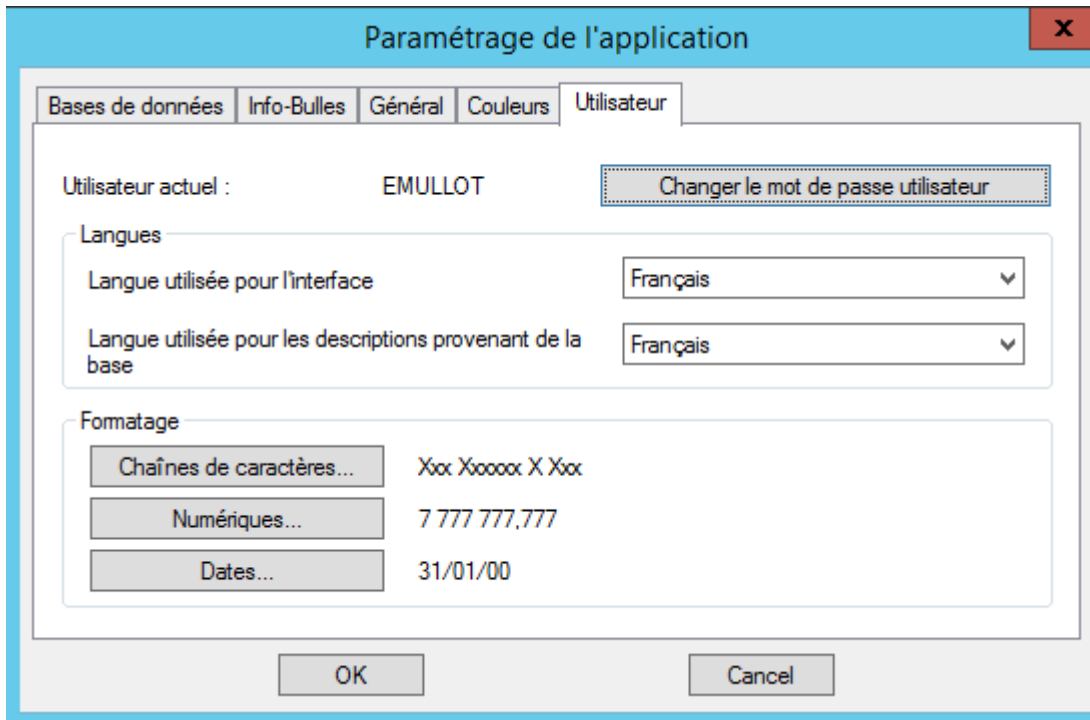 Paramétrage de l'application
x
Bases de données Info-Bulles Général Couleurs Utilisateur
Utilisateur actuel : EMULLOT Changer le mot de passe utilisateur
Langues
Langue utilisée pour l'interface Français
Langue utilisée pour les descriptions provenant de la
base
Français
Formatage
Chaînes de caractères... Xxx Xxxxxx X Xxx
Numériques... 7 777 777,777
Dates... 31/01/00
OK Cancel